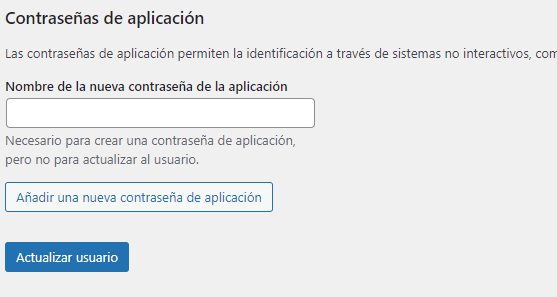 Contraseñas de aplicación
Las contraseñas de aplicación permiten la identificación a través de sistemas no interactivos, com
Nombre de la nueva contraseña de la aplicación
Necesario para crear una contraseña de aplicación,
pero no para actualizar al usuario.
Añadir una nueva contraseña de aplicación
Actualizar usuario